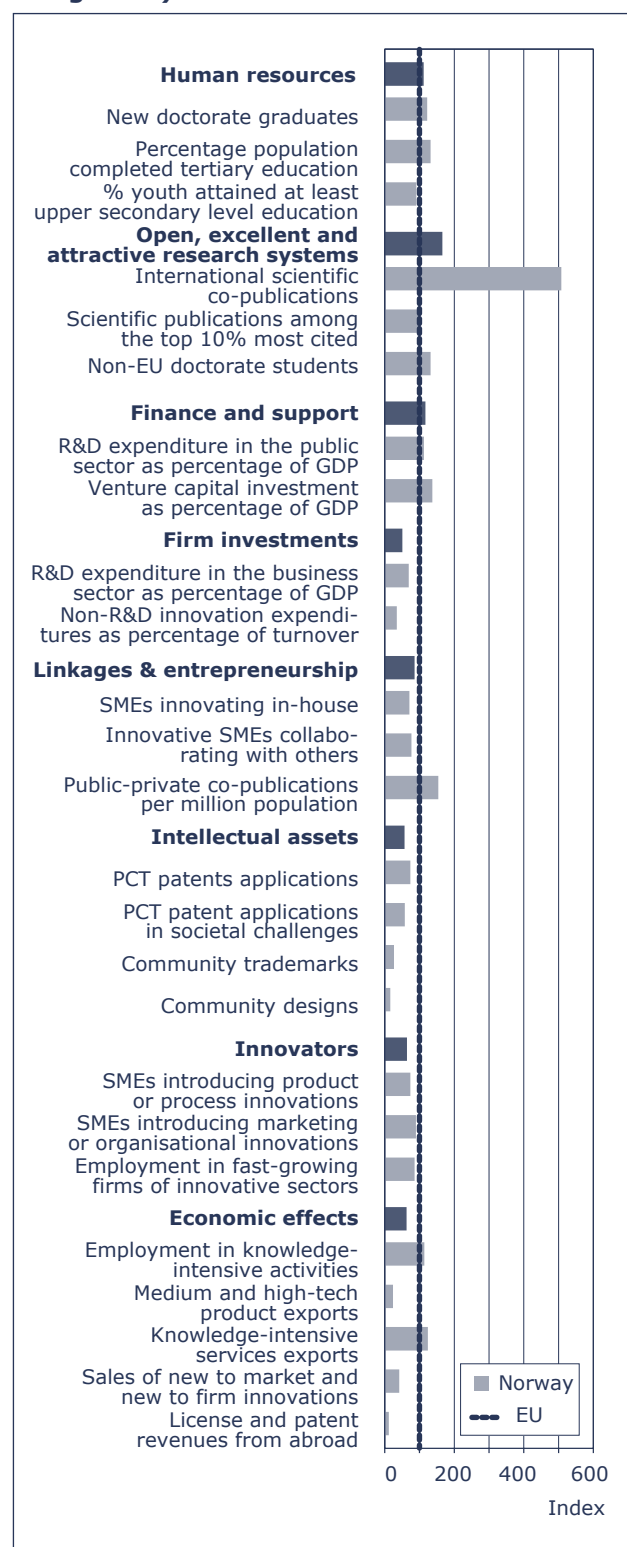 Human resources
New doctorate graduates
Percentage population
completed tertiary education
% youth attained at least
upper secondary level education
Open, excellent and
attractive research systems
International scientific
co-publications
Scientific publications among
the top 10% most cited
Non-EU doctorate students
Finance and support
R&D expenditure in the public
sector as percentage of GDP
Venture capital investment
as percentage of GDP
Firm investments
R&D expenditure in the business
sector as percentage of GDP
Non-R&D innovation expendi-
tures as percentage of turnover
Linkages & entrepreneurship
SMEs innovating in-house
Innovative SMEs collabo-
rating with others
Public-private co-publications
per million population
Intellectual assets
PCT patents applications
PCT patent applications
in societal challenges
Community trademarks
Community designs
Innovators
SMEs introducing product
or process innovations
SMEs introducing marketing
or organisational innovations
Employment in fast-growing
firms of innovative sectors
Economic effects
Employment in knowledge-
intensive activities
Medium and high-tech
product exports
Knowledge-intensive
services exports
Sales of new to market and
new to firm innovations
License and patent
revenues from abroad
Norway
EU
0 200 400 600
Index